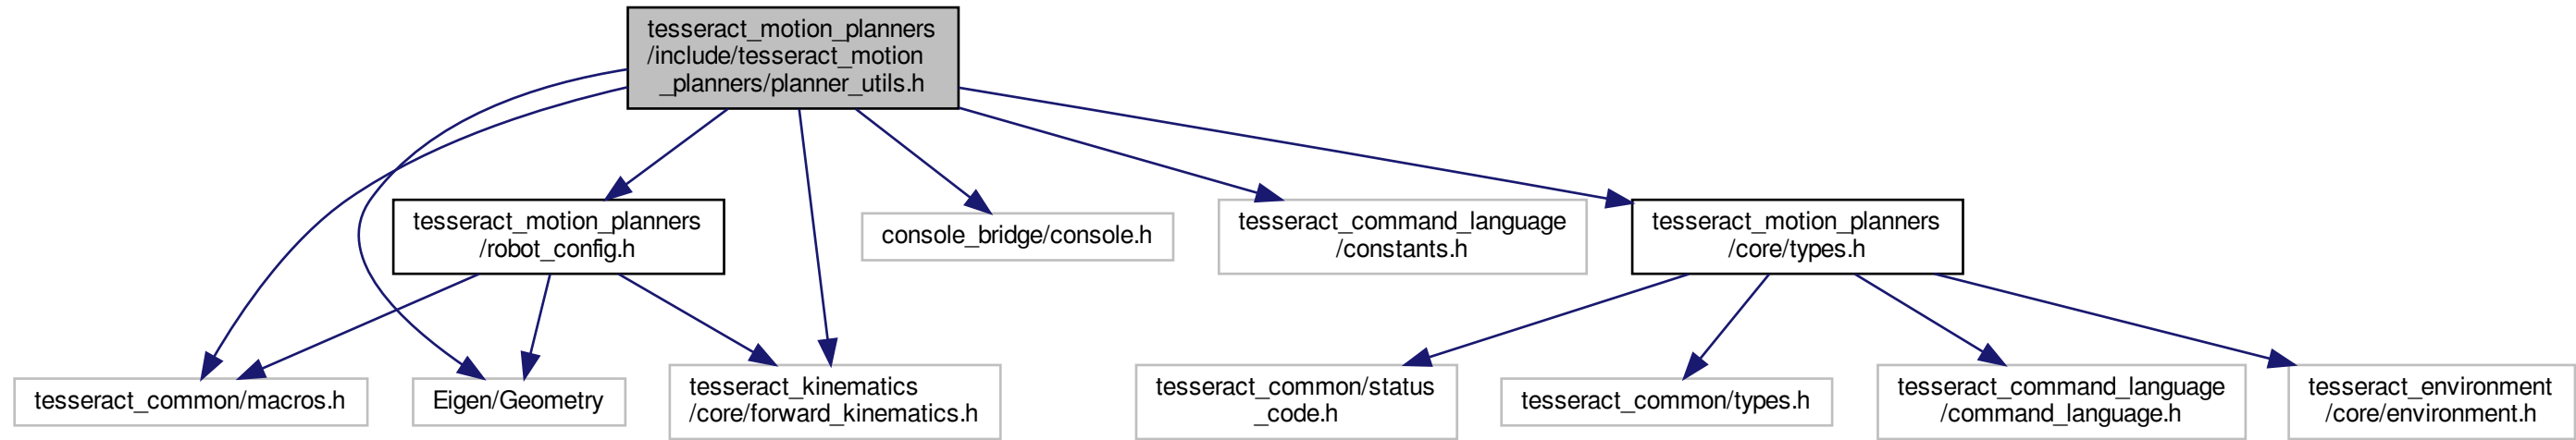 tesseract_motion_planners
/include/tesseract_motion
_planners/planner_utils.h
tesseract_motion_planners
/robot_config.h
console_bridge/console.h
tesseract_command_language
/constants.h
tesseract_motion_planners
/core/types.h
tesseract_common/macros.h
Eigen/Geometry
tesseract_kinematics
/core/forward_kinematics.h
tesseract_common/status
_code.h
tesseract_common/types.h
tesseract_command_language
/command_language.h
tesseract_environment
/core/environment.h